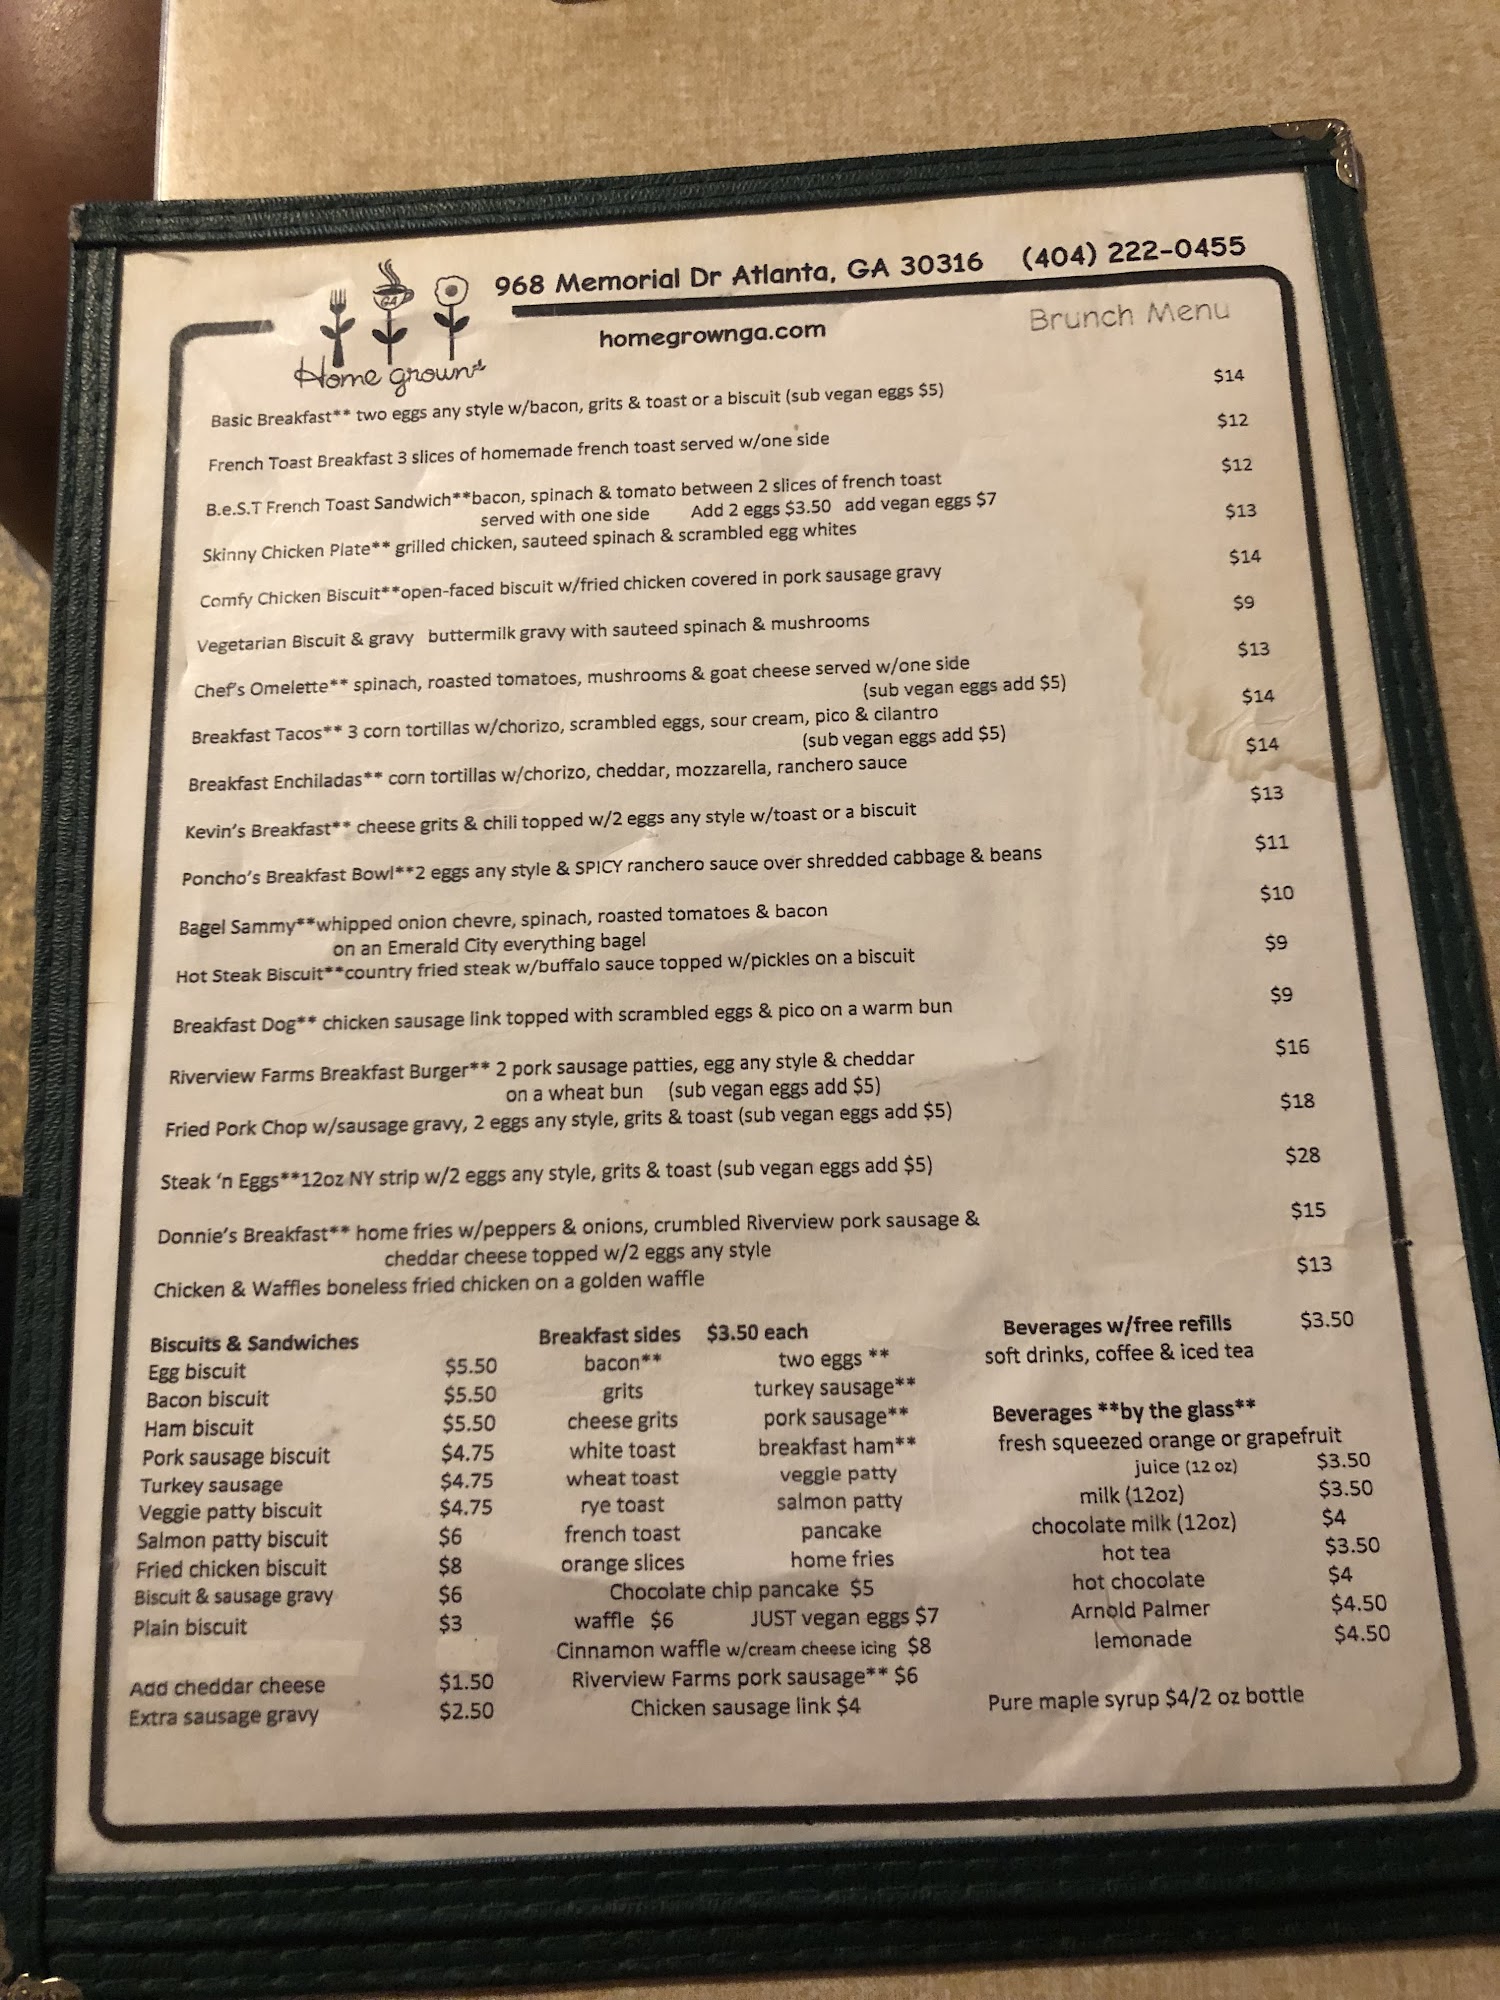 968 Memorial Dr Atlanta, GA 30316 (404) 222-0455
GA
Home grown
homegrownga.com
Brunch Menu
Basic Breakfast** two eggs any style w/bacon, grits & toast or a biscuit (sub vegan eggs $5) $14
French Toast Breakfast 3 slices of homemade french toast served w/one side $12
B.e.S.T French Toast Sandwich**bacon, spinach & tomato between 2 slices of french toast $12
served with one side Add 2 eggs $3.50 add vegan eggs $7
Skinny Chicken Plate** grilled chicken, sauteed spinach & scrambled egg whites $13
Comfy Chicken Biscuit**open-faced biscuit w/fried chicken covered in pork sausage gravy $14
Vegetarian Biscuit & gravy buttermilk gravy with sauteed spinach & mushrooms $9
Chef's Omelette** spinach, roasted tomatoes, mushrooms & goat cheese served w/one side $13
(sub vegan eggs add $5)
Breakfast Tacos** 3 corn tortillas w/chorizo, scrambled eggs, sour cream, pico & cilantro $14
(sub vegan eggs add $5)
Breakfast Enchiladas** corn tortillas w/chorizo, cheddar, mozzarella, ranchero sauce $14
Kevin's Breakfast** cheese grits & chili topped w/2 eggs any style w/toast or a biscuit $13
Poncho's Breakfast Bowl**2 eggs any style & SPICY ranchero sauce over shredded cabbage & beans $11
Bagel Sammy**whipped onion chevre, spinach, roasted tomatoes & bacon $10
on an Emerald City everything bagel
Hot Steak Biscuit**country fried steak w/buffalo sauce topped w/pickles on a biscuit $9
Breakfast Dog** chicken sausage link topped with scrambled eggs & pico on a warm bun $9
Riverview Farms Breakfast Burger** 2 pork sausage patties, egg any style & cheddar $16
on a wheat bun (sub vegan eggs add $5)
Fried Pork Chop w/sausage gravy, 2 eggs any style, grits & toast (sub vegan eggs add $5) $18
Steak 'n Eggs**12oz NY strip w/2 eggs any style, grits & toast (sub vegan eggs add $5) $28
Donnie's Breakfast** home fries w/peppers & onions, crumbled Riverview pork sausage & $15
cheddar cheese topped w/2 eggs any style
Chicken & Waffles boneless fried chicken on a golden waffle $13
Biscuits & Sandwiches
Egg biscuit $5.50
Bacon biscuit $5.50
Ham biscuit $5.50
Pork sausage biscuit $4.75
Turkey sausage $4.75
Veggie patty biscuit $4.75
Salmon patty biscuit $6
Fried chicken biscuit $8
Biscuit & sausage gravy $6
Plain biscuit $3
Add cheddar cheese $1.50
Extra sausage gravy $2.50
Breakfast sides $3.50 each
bacon** two eggs **
grits turkey sausage**
cheese grits pork sausage**
white toast breakfast ham**
wheat toast veggie patty
rye toast salmon patty
french toast pancake
orange slices home fries
Chocolate chip pancake $5
waffle $6 JUST vegan eggs $7
Cinnamon waffle w/cream cheese icing $8
Riverview Farms pork sausage** $6
Chicken sausage link $4
Beverages w/free refills $3.50
soft drinks, coffee & iced tea
Beverages **by the glass**
fresh squeezed orange or grapefruit
juice (12 oz) $3.50
milk (12oz) $3.50
chocolate milk (12oz) $4
hot tea $3.50
hot chocolate $4
Arnold Palmer $4.50
lemonade $4.50
Pure maple syrup $4/2 oz bottle